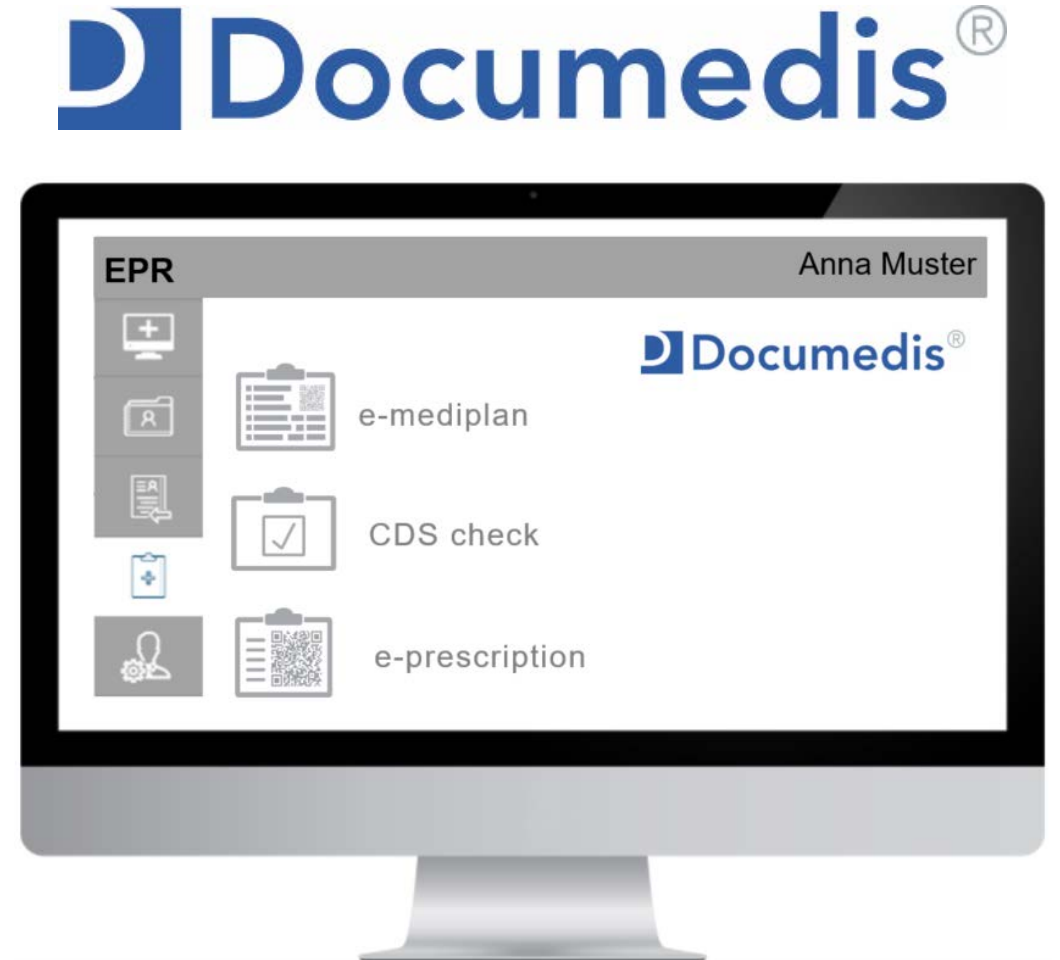 Documedis®
EPR
Anna Muster
Documedis®
e-mediplan
CDS check
e-prescription